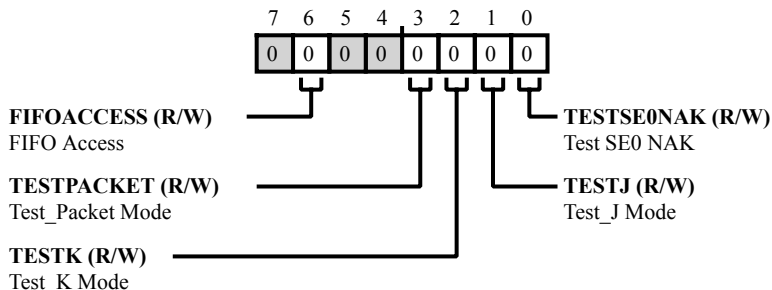 7 6 5 4 3 2 1 0
0 0 0 0 0 0 0 0
FIFOACCESS (R/W)
FIFO Access
TESTSE0NAK (R/W)
Test SE0 NAK
TESTPACKET (R/W)
Test_Packet Mode
TESTJ (R/W)
Test_J Mode
TESTK (R/W)
Test_K Mode